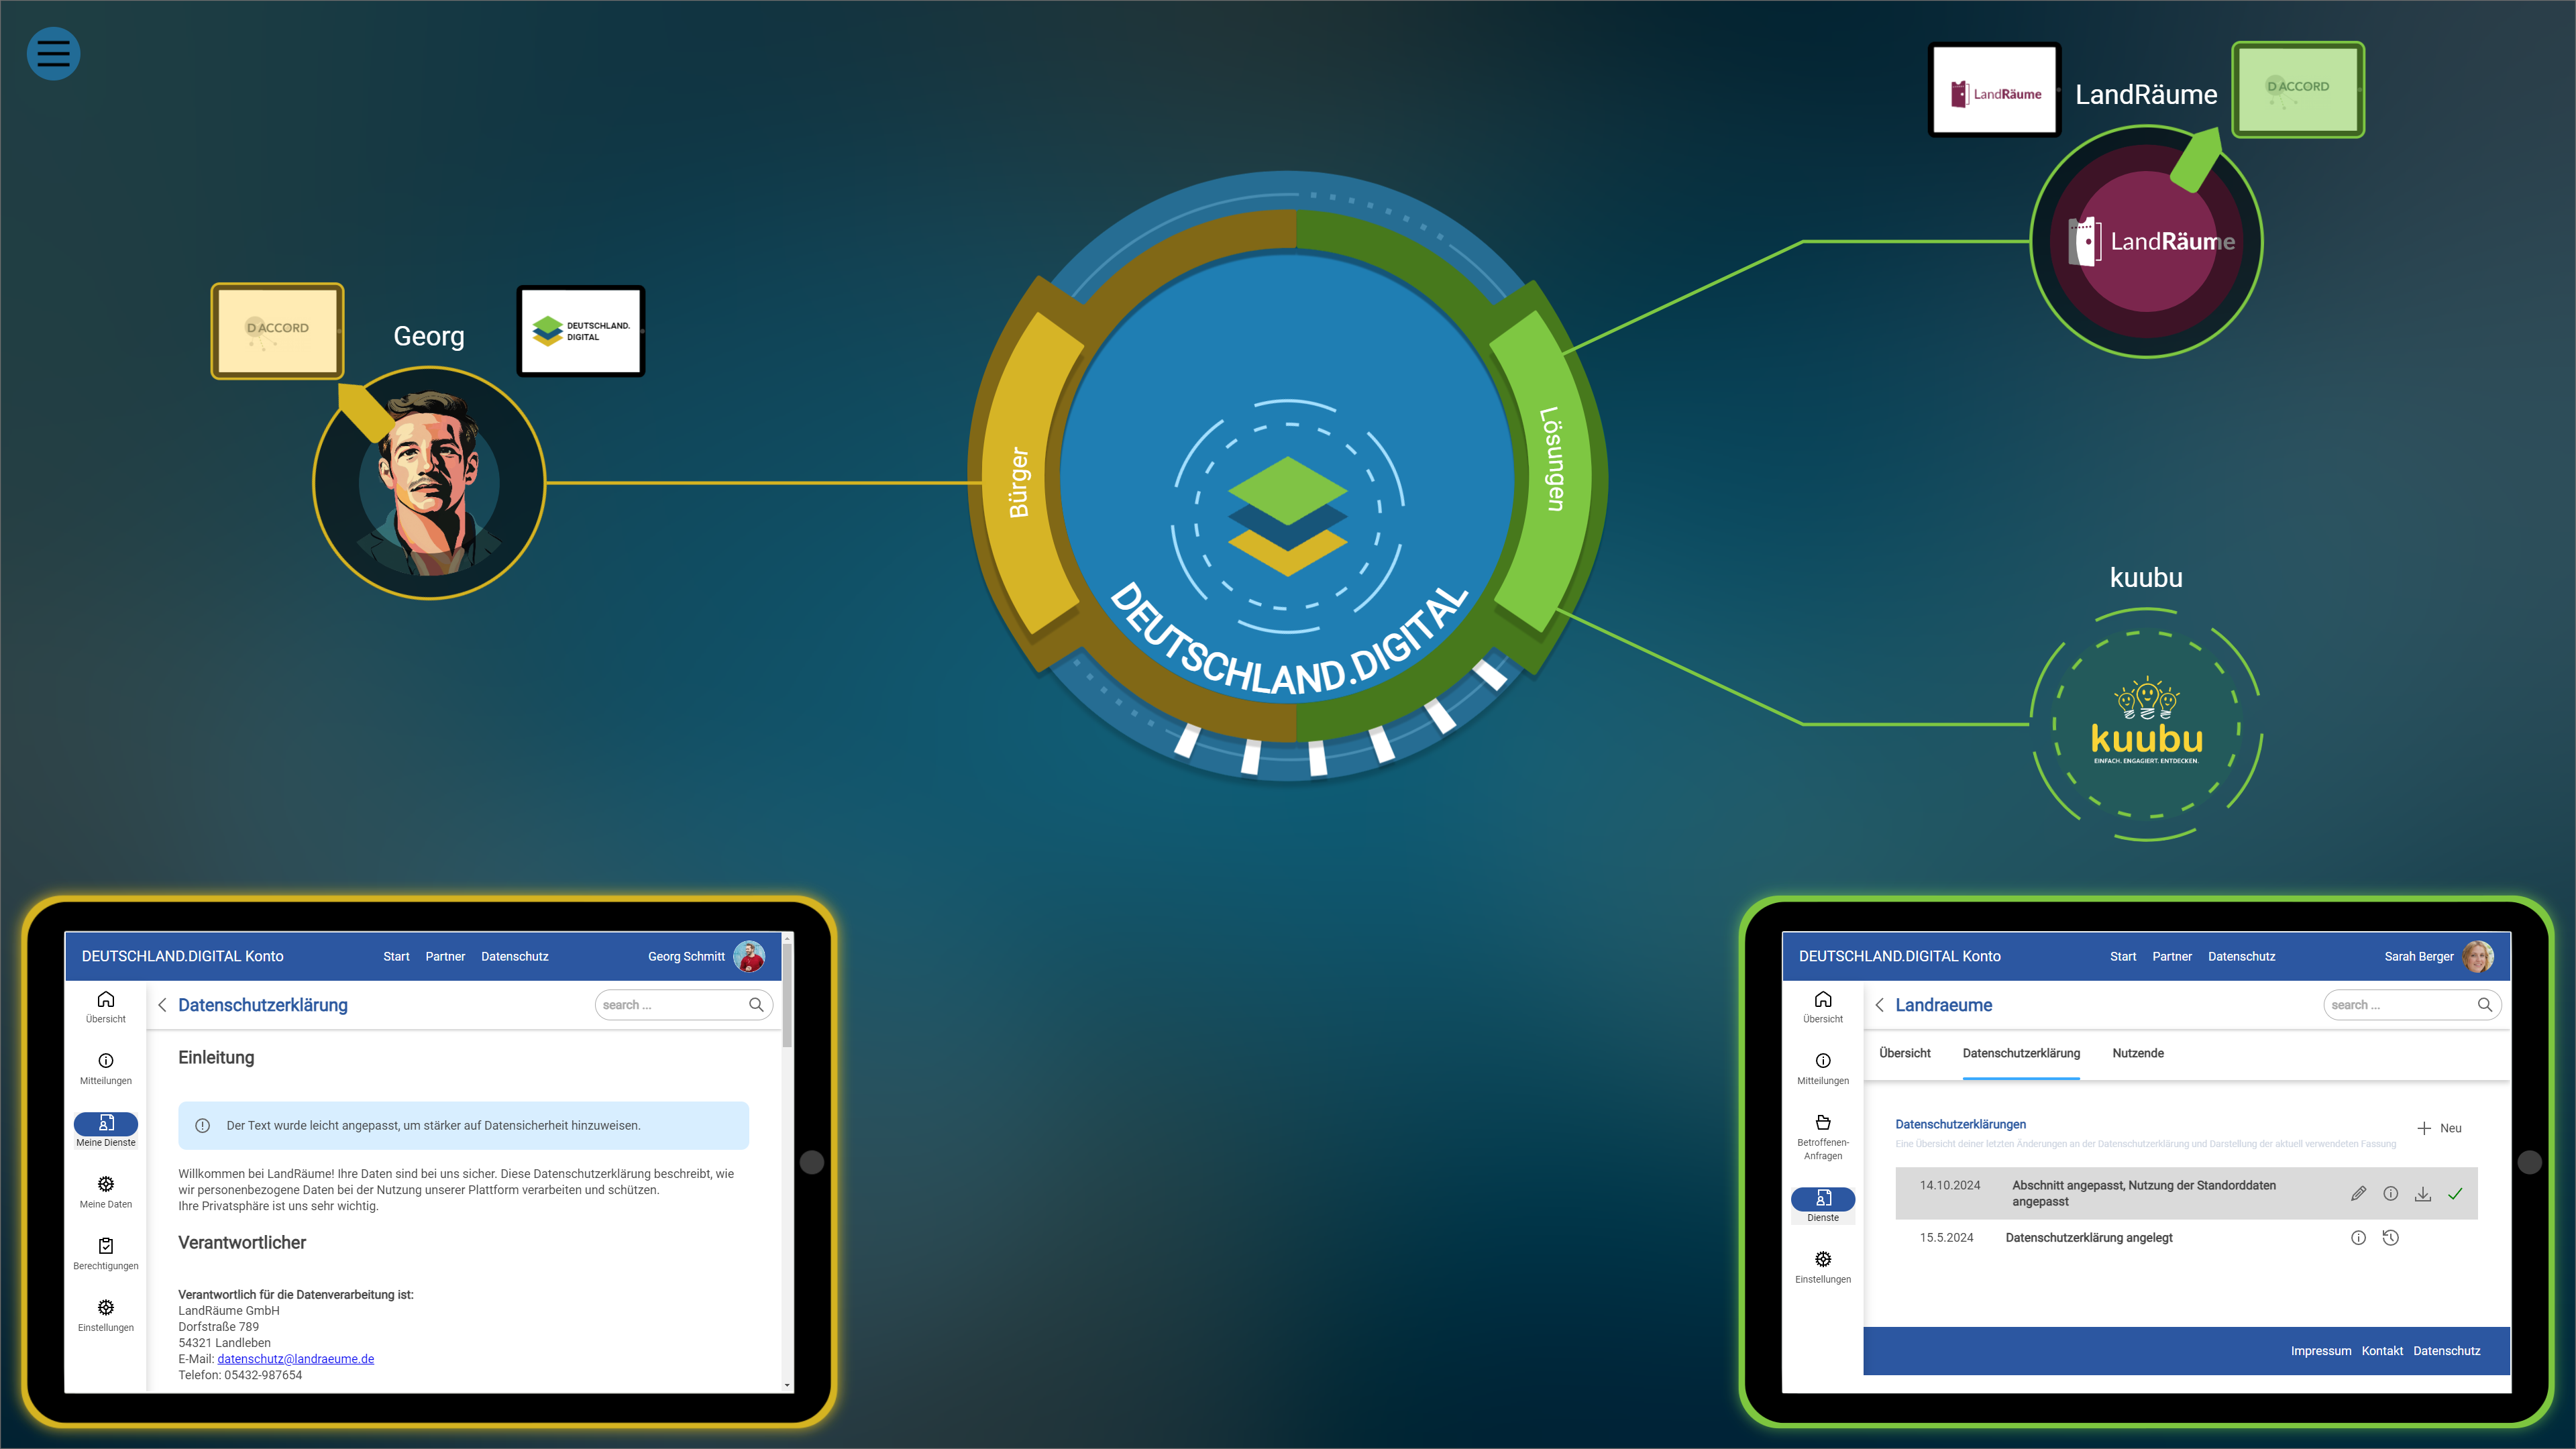 LandRäume
LandRäume
D ACCORD
LandRäume
D ACCORD
Georg
DEUTSCHLAND.
DIGITAL
Bürger
Lösungen
DEUTSCHLAND.DIGITAL
kuubu
kuubu
EINFACH. ENGAGIERT. ENTDECKEN.
DEUTSCHLAND.DIGITAL Konto
Start Partner Datenschutz
Georg Schmitt
Übersicht
Mitteilungen
Meine Dienste
Meine Daten
Berechtigungen
Einstellungen
Datenschutzerklärung
search ...
Einleitung
Der Text wurde leicht angepasst, um stärker auf Datensicherheit hinzuweisen.
Willkommen bei LandRäume! Ihre Daten sind bei uns sicher. Diese Datenschutzerklärung beschreibt, wie
wir personenbezogene Daten bei der Nutzung unserer Plattform verarbeiten und schützen.
Ihre Privatsphäre ist uns sehr wichtig.
Verantwortlicher
Verantwortlich für die Datenverarbeitung ist:
LandRäume GmbH
Dorfstraße 789
54321 Landleben
E-Mail: datenschutz@landraeume.de
Telefon: 05432-987654
DEUTSCHLAND.DIGITAL Konto
Start Partner Datenschutz
Sarah Berger
Übersicht
Mitteilungen
Betroffenen-
Anfragen
Dienste
Einstellungen
Landraeume
search ...
Übersicht Datenschutzerklärung Nutzende
Datenschutzerklärungen
Eine Übersicht deiner letzten Änderungen an der Datenschutzerklärung und Darstellung der aktuell verwendeten Fassung
Neu
14.10.2024 Abschnitt angepasst, Nutzung der Standorddaten
angepasst
15.5.2024 Datenschutzerklärung angelegt
Impressum Kontakt Datenschutz